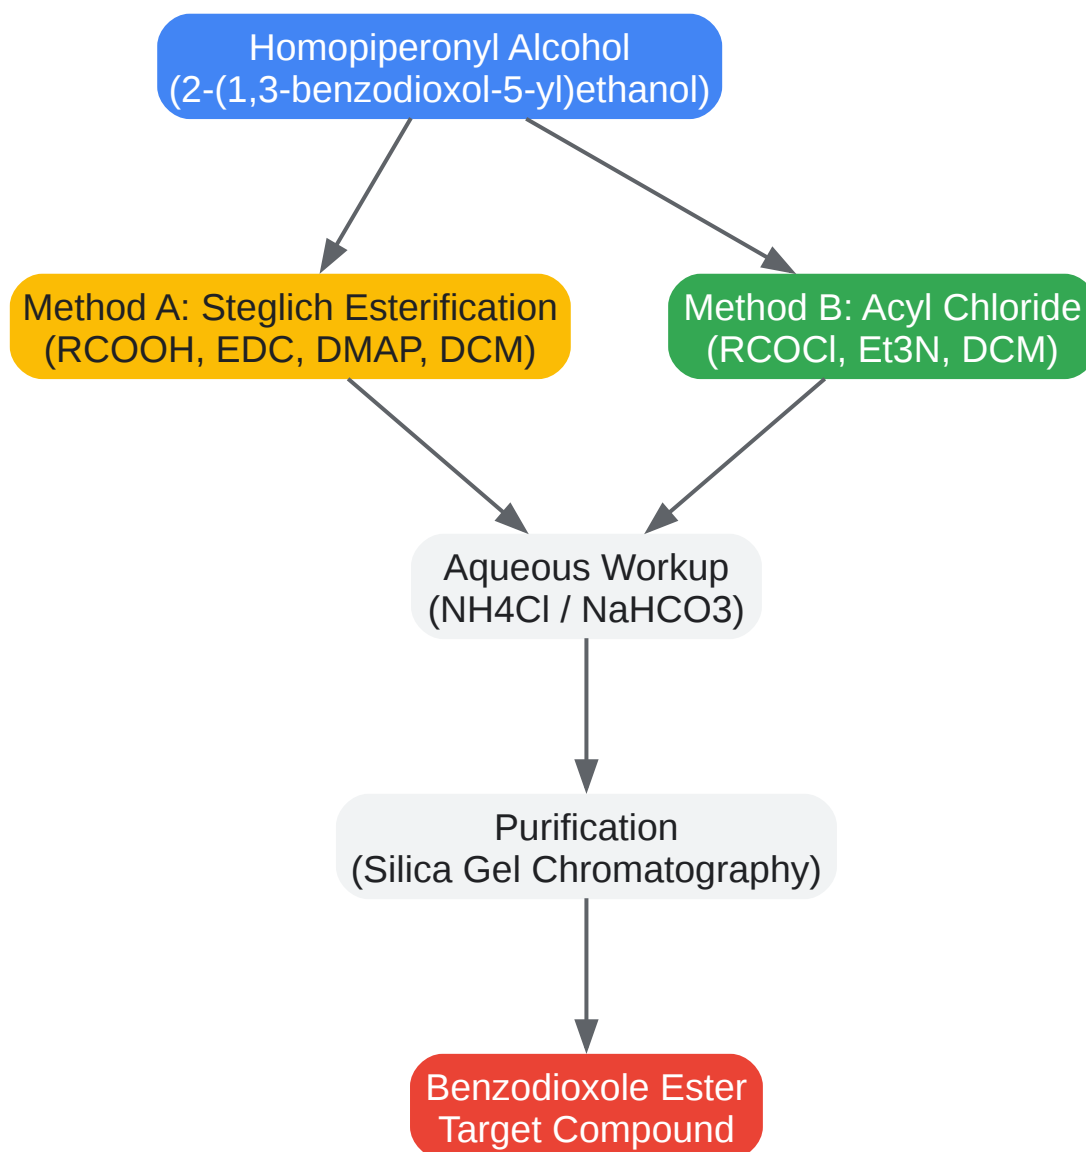 Homopiperonyl Alcohol
(2-(1,3-benzodioxol-5-yl)ethanol)
Method A: Steglich Esterification
(RCOOH, EDC, DMAP, DCM)
Method B: Acyl Chloride
(RCOCl, Et3N, DCM)
Aqueous Workup
(NH4Cl / NaHCO3)
Purification
(Silica Gel Chromatography)
Benzodioxole Ester
Target Compound